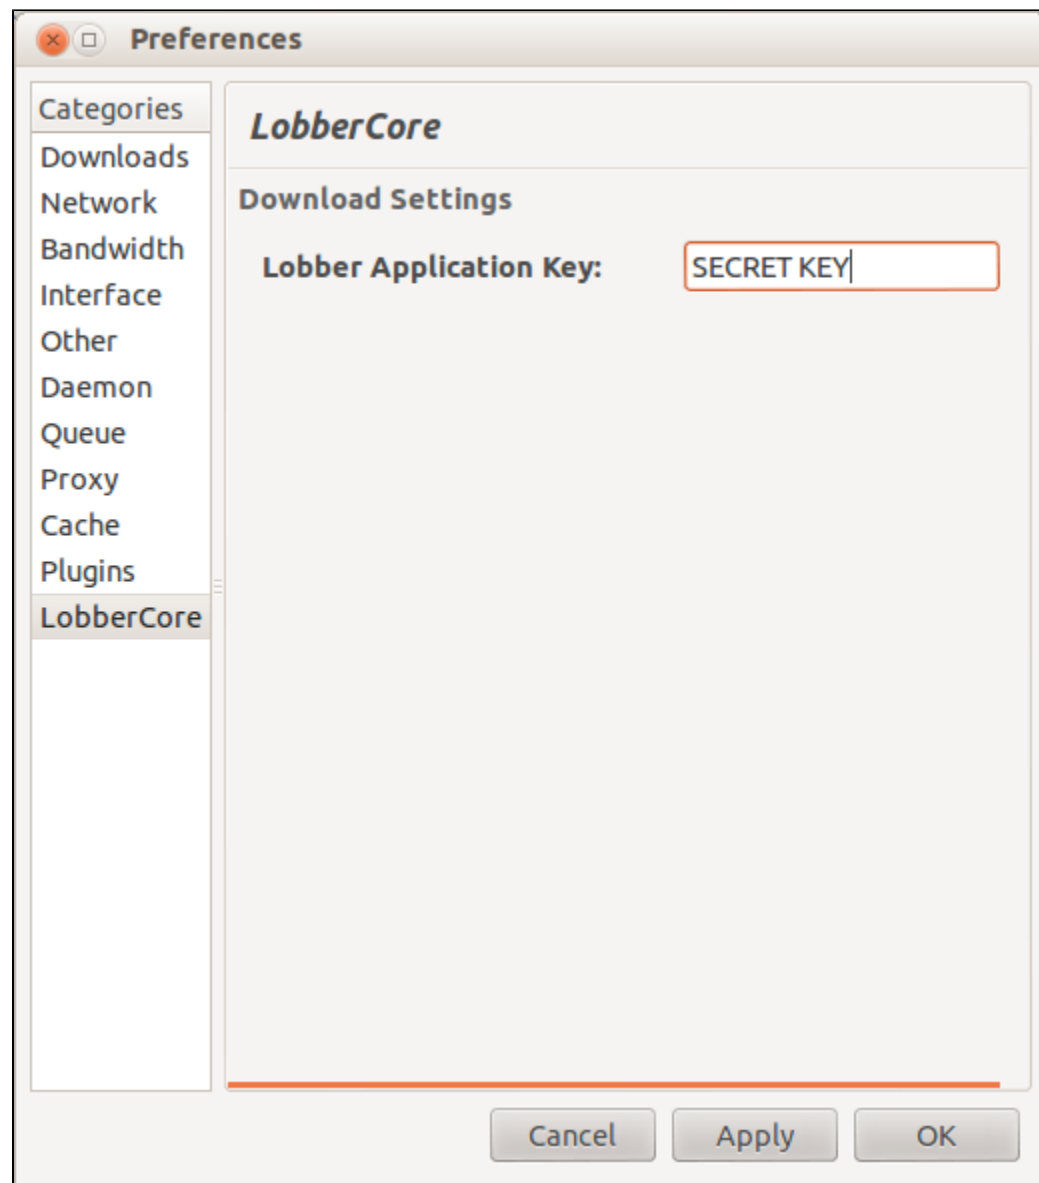 Preferences
Categories
Downloads
Network
Bandwidth
Interface
Other
Daemon
Queue
Proxy
Cache
Plugins
LobberCore
LobberCore
Download Settings
Lobber Application Key: SECRET KEY
Cancel Apply OK